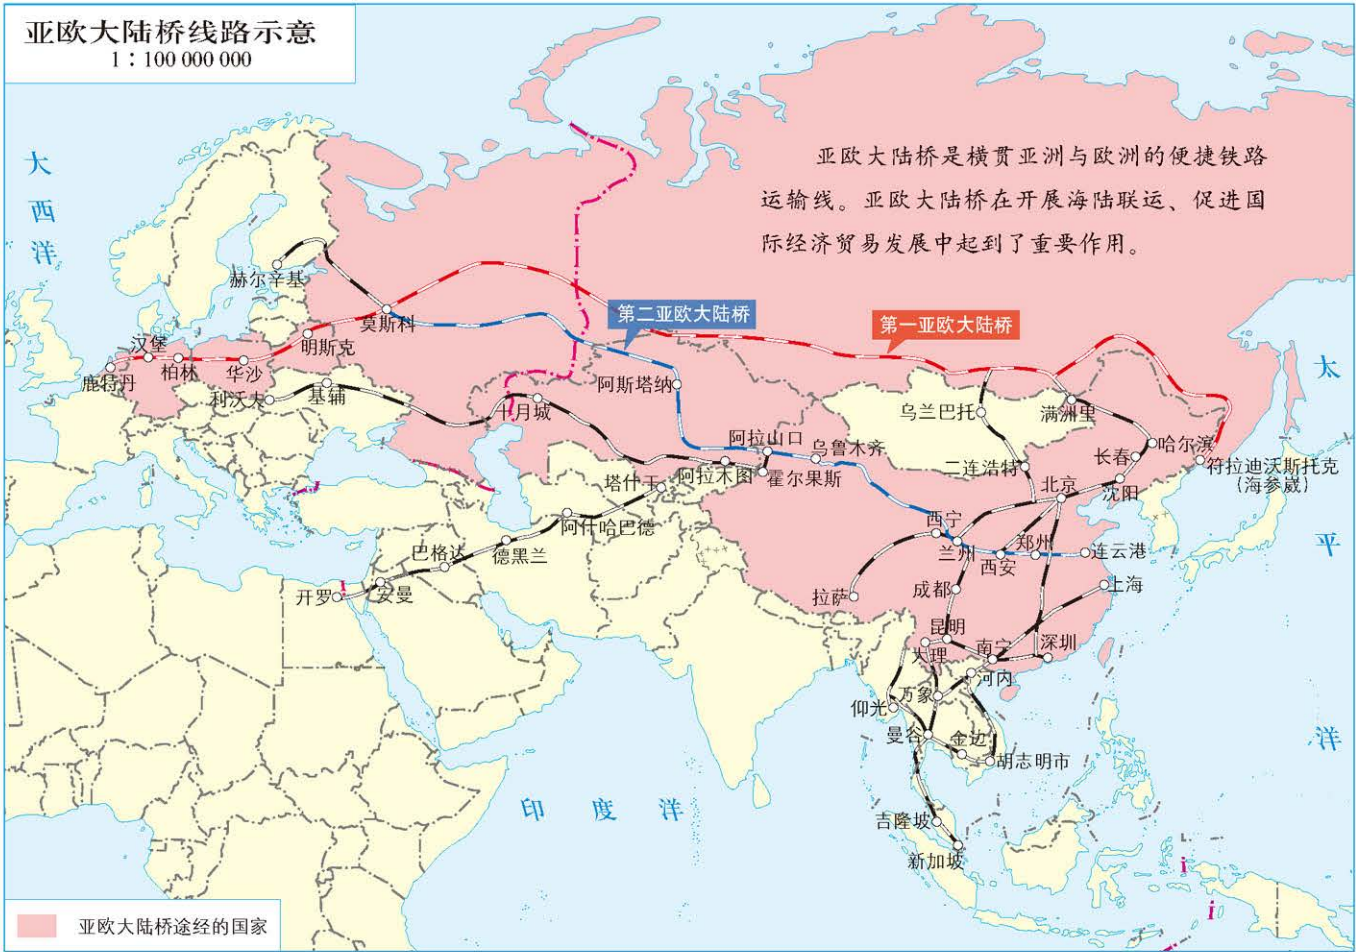 亚欧大陆桥线路示意
1∶100 000 000
亚欧大陆桥是横贯亚洲与欧洲的便捷铁路
运输线。亚欧大陆桥在开展海陆联运、促进国
际经济贸易发展中起到了重要作用。
大西洋
太平洋
印度洋
第二亚欧大陆桥
第一亚欧大陆桥
赫尔辛基
莫斯科
明斯克
汉堡
鹿特丹
柏林
华沙
利沃夫
基辅
十月城
阿斯塔纳
阿拉山口
乌鲁木齐
阿拉木图
霍尔果斯
塔什干
阿什哈巴德
德黑兰
巴格达
安曼
开罗
乌兰巴托
满洲里
二连浩特
哈尔滨
长春
沈阳
符拉迪沃斯托克
(海参崴)
北京
西宁
兰州
西安
郑州
连云港
拉萨
成都
上海
昆明
大理
南宁
深圳
河内
万象
仰光
曼谷
金边
胡志明市
吉隆坡
新加坡
亚欧大陆桥途经的国家